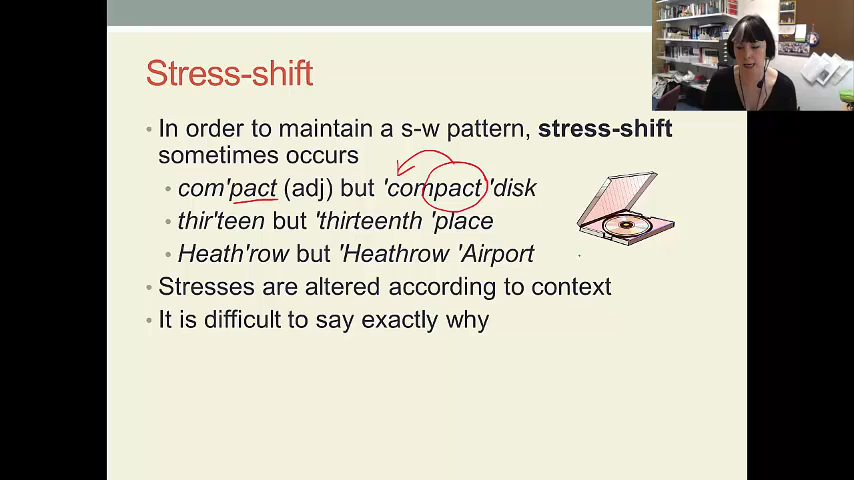 Stress-shift
• In order to maintain a s-w pattern, stress-shift
sometimes occurs
• com'pact (adj) but 'compact 'disk
• thir'teen but 'thirteenth 'place
• Heath'row but 'Heathrow 'Airport
• Stresses are altered according to context
• It is difficult to say exactly why